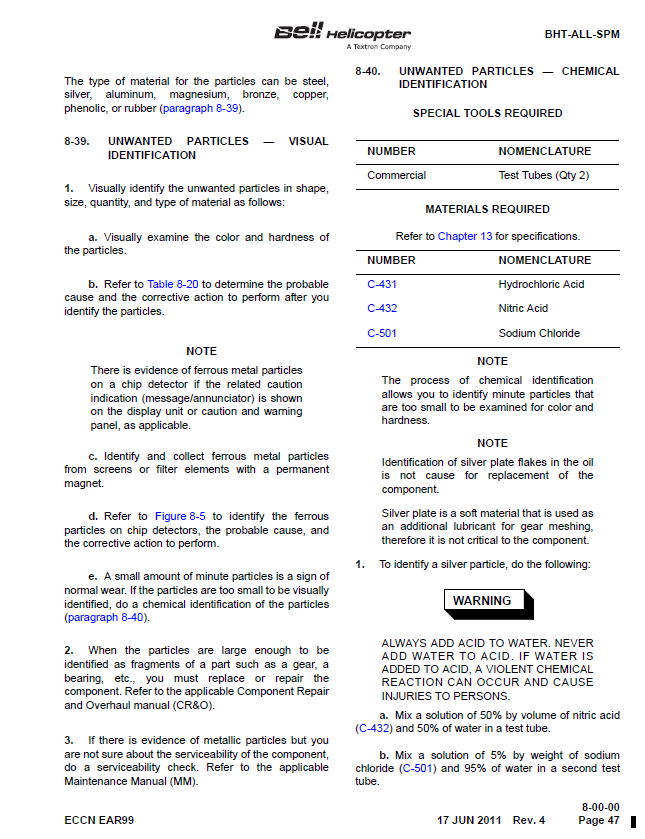 Bell Helicopter
A Textron Company
BHT-ALL-SPM
The type of material for the particles can be steel,
silver, aluminum, magnesium, bronze, copper,
phenolic, or rubber (paragraph 8-39).
8-39. UNWANTED PARTICLES — VISUAL
IDENTIFICATION
1. Visually identify the unwanted particles in shape,
size, quantity, and type of material as follows:
a. Visually examine the color and hardness of
the particles.
b. Refer to Table 8-20 to determine the probable
cause and the corrective action to perform after you
identify the particles.
NOTE
There is evidence of ferrous metal particles
on a chip detector if the related caution
indication (message/annunciator) is shown
on the display unit or caution and warning
panel, as applicable.
c. Identify and collect ferrous metal particles
from screens or filter elements with a permanent
magnet.
d. Refer to Figure 8-5 to identify the ferrous
particles on chip detectors, the probable cause, and
the corrective action to perform.
e. A small amount of minute particles is a sign of
normal wear. If the particles are too small to be visually
identified, do a chemical identification of the particles
(paragraph 8-40).
2. When the particles are large enough to be
identified as fragments of a part such as a gear, a
bearing, etc., you must replace or repair the
component. Refer to the applicable Component Repair
and Overhaul manual (CR&O).
3. If there is evidence of metallic particles but you
are not sure about the serviceability of the component,
do a serviceability check. Refer to the applicable
Maintenance Manual (MM).
8-40. UNWANTED PARTICLES — CHEMICAL
IDENTIFICATION
SPECIAL TOOLS REQUIRED
NUMBER NOMENCLATURE
Commercial Test Tubes (Qty 2)
MATERIALS REQUIRED
Refer to Chapter 13 for specifications.
NUMBER NOMENCLATURE
C-431 Hydrochloric Acid
C-432 Nitric Acid
C-501 Sodium Chloride
NOTE
The process of chemical identification
allows you to identify minute particles that
are too small to be examined for color and
hardness.
NOTE
Identification of silver plate flakes in the oil
is not cause for replacement of the
component.
Silver plate is a soft material that is used as
an additional lubricant for gear meshing,
therefore it is not critical to the component.
1. To identify a silver particle, do the following:
WARNING
ALWAYS ADD ACID TO WATER. NEVER
ADD WATER TO ACID. IF WATER IS
ADDED TO ACID, A VIOLENT CHEMICAL
REACTION CAN OCCUR AND CAUSE
INJURIES TO PERSONS.
a. Mix a solution of 50% by volume of nitric acid
(C-432) and 50% of water in a test tube.
b. Mix a solution of 5% by weight of sodium
chloride (C-501) and 95% of water in a second test
tube.
8-00-00
ECCN EAR99 17 JUN 2011 Rev. 4 Page 47